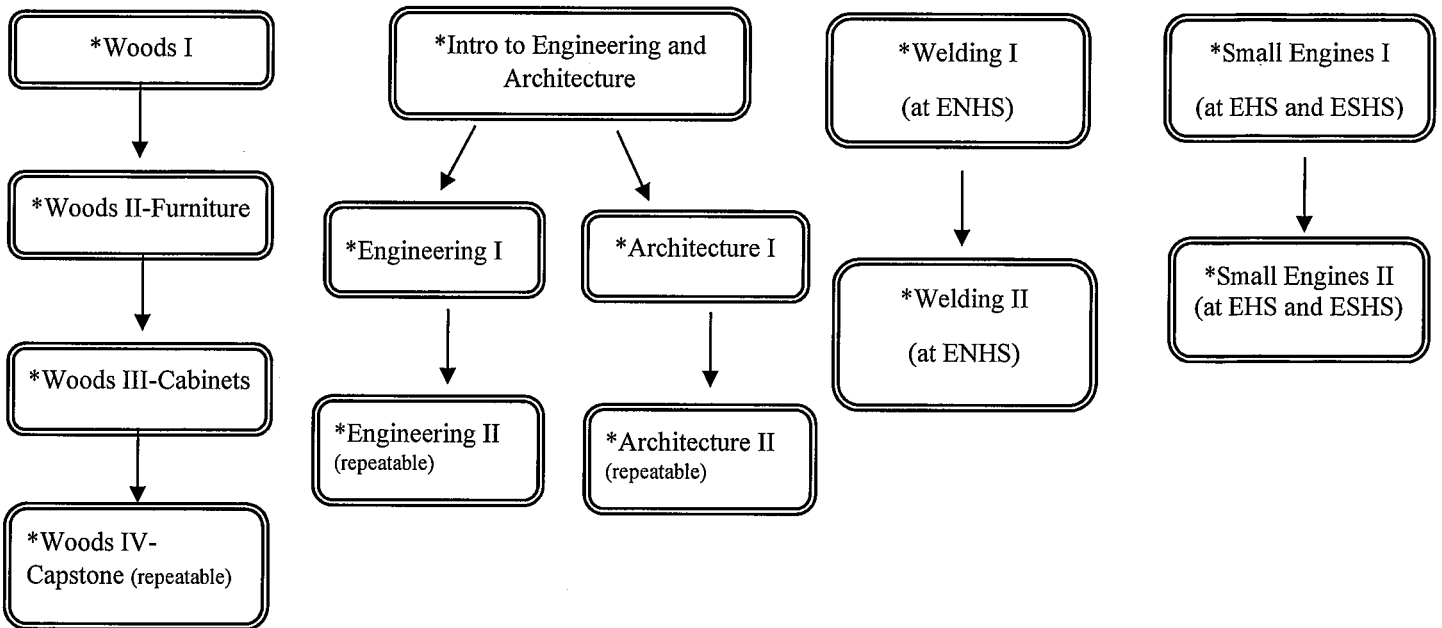 *Woods I
*Woods II-Furniture
*Woods III-Cabinets
*Woods IV-
Capstone (repeatable)
*Intro to Engineering and
Architecture
*Engineering I
*Engineering II
(repeatable)
*Architecture I
*Architecture II
(repeatable)
*Welding I
(at ENHS)
*Welding II
(at ENHS)
*Small Engines I
(at EHS and ESHS)
*Small Engines II
(at EHS and ESHS)